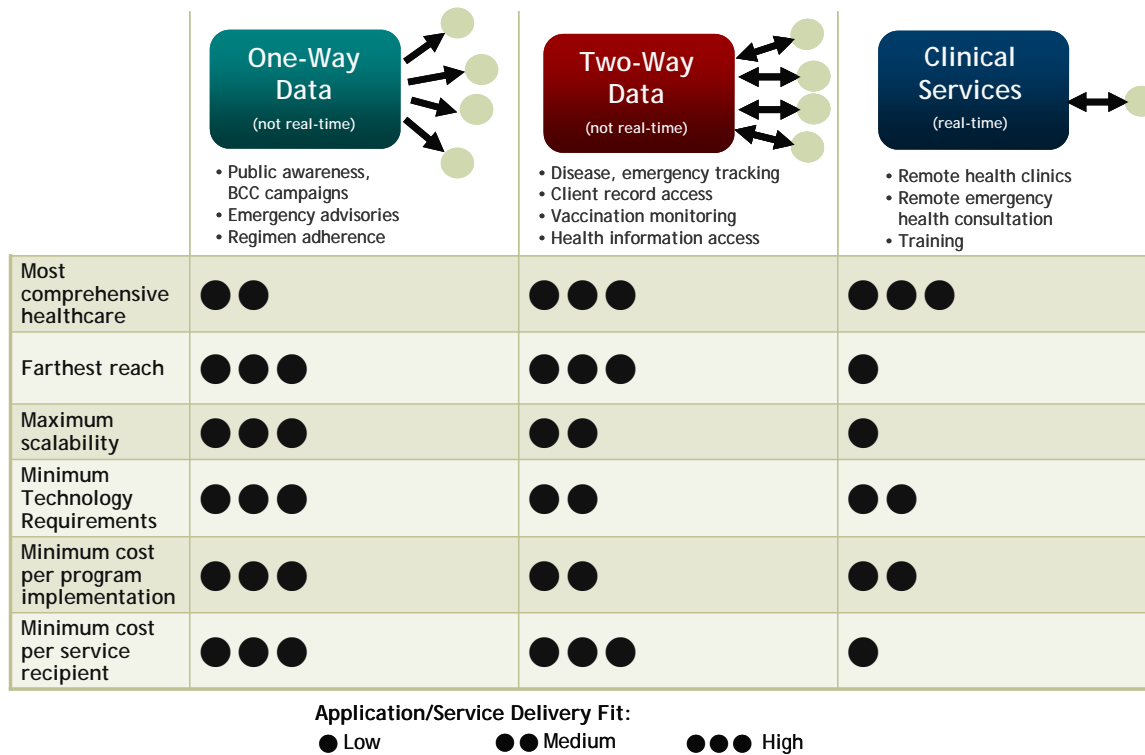 One-Way
Data
(not real-time)
• Public awareness,
BCC campaigns
• Emergency advisories
• Regimen adherence
Two-Way
Data
(not real-time)
• Disease, emergency tracking
• Client record access
• Vaccination monitoring
• Health information access
Clinical
Services
(real-time)
• Remote health clinics
• Remote emergency
health consultation
• Training
Most
comprehensive
healthcare
Farthest reach
Maximum
scalability
Minimum
Technology
Requirements
Minimum cost
per program
implementation
Minimum cost
per service
recipient
Application/Service Delivery Fit:
Low Medium High